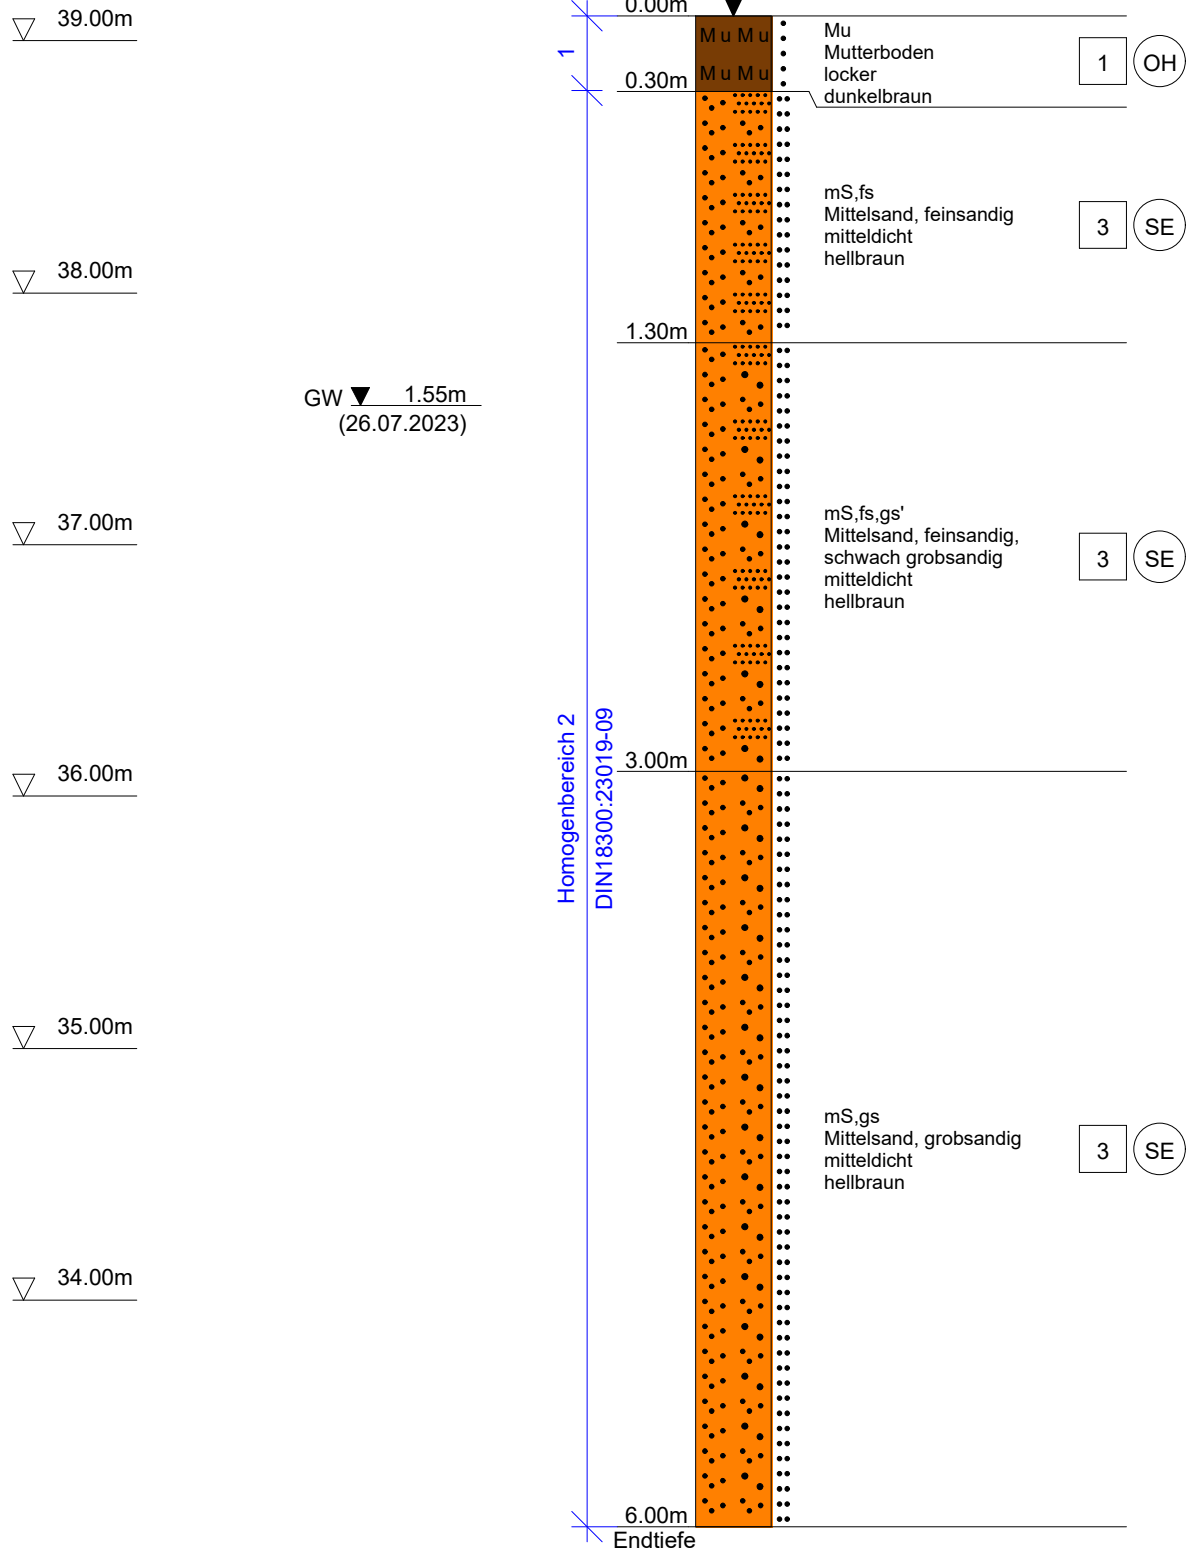 0.00m
39.00m
1
Mu Mu
Mu Mu
Mu
Mutterboden
locker
dunkelbraun
1
OH
0.30m
mS,fs
Mittelsand, feinsandig
mitteldicht
hellbraun
3
SE
38.00m
1.30m
GW
1.55m
(26.07.2023)
37.00m
mS,fs,gs'
Mittelsand, feinsandig,
schwach grobsandig
mitteldicht
hellbraun
3
SE
Homogenbereich 2
DIN18300:23019-09
3.00m
36.00m
35.00m
mS,gs
Mittelsand, grobsandig
mitteldicht
hellbraun
3
SE
34.00m
6.00m
Endtiefe